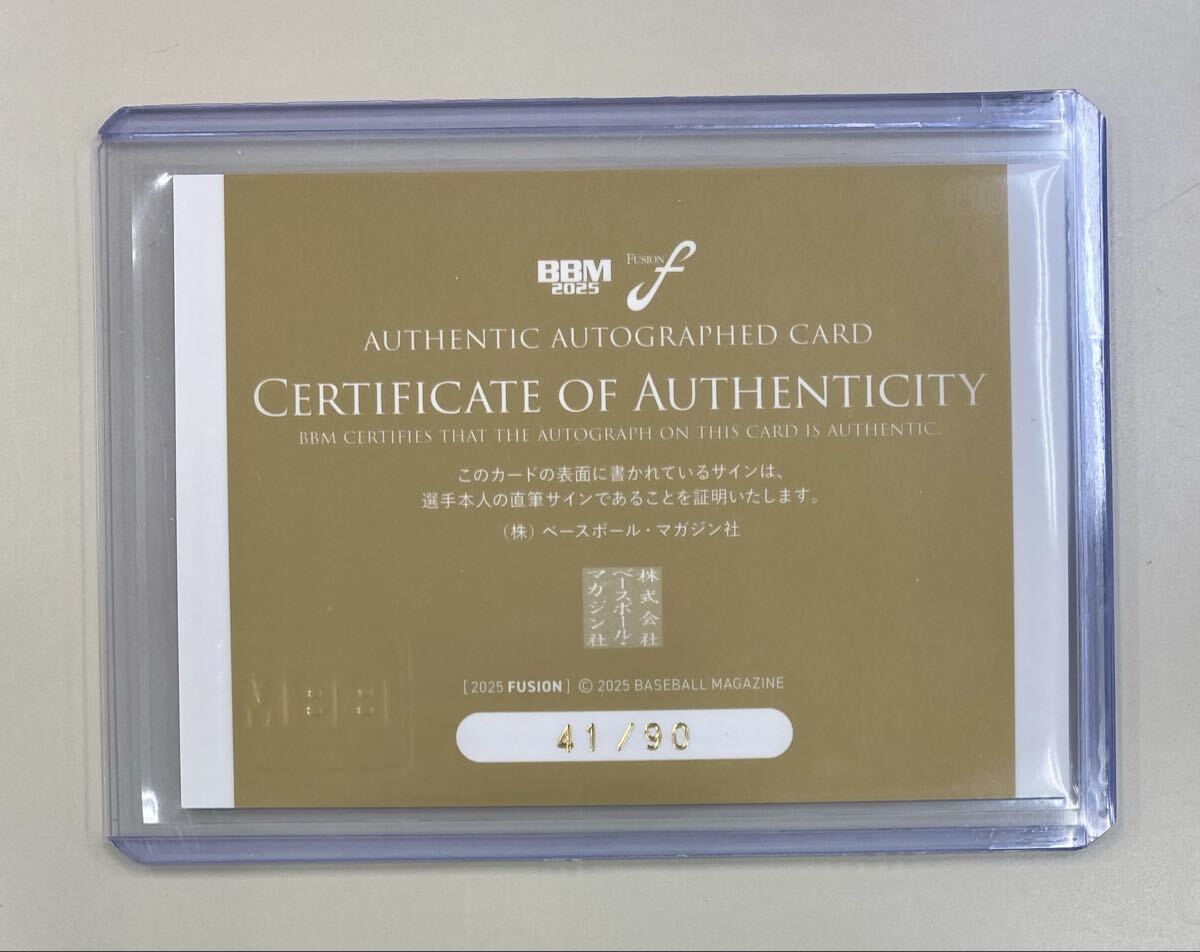 BBM
2025
FUSION f
AUTHENTIC AUTOGRAPHED CARD
CERTIFICATE OF AUTHENTICITY
BBM CERTIFIES THAT THE AUTOGRAPH ON THIS CARD IS AUTHENTIC.
このカードの表面に書かれているサインは、
選手本人の直筆サインであることを証明いたします。
（株）ベースボール・マガジン社
株式会社
ベースボール・
マガジン社
[2025 FUSION] © 2025 BASEBALL MAGAZINE
41/90